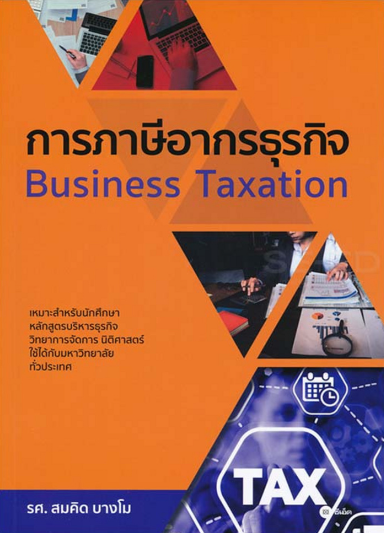 การภาษีอากรธุรกิจ
Business Taxation
เหมาะสำหรับนักศึกษา
หลักสูตรบริหารธุรกิจ
วิทยาการจัดการ นิติศาสตร์
ใช้ได้กับมหาวิทยาลัย
ทั่วประเทศ
TAX
รศ. สมคิด บางโม
ซีเอ็ด